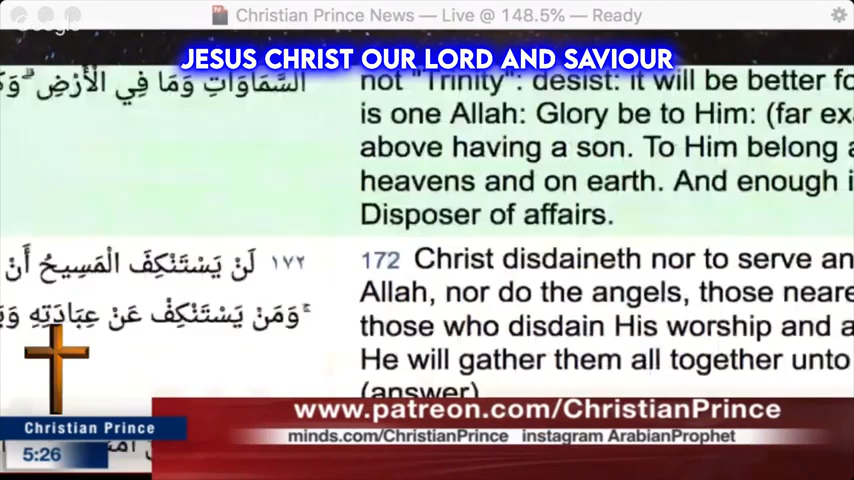 Christian Prince News — Live @ 148.5% — Ready
JESUS CHRIST OUR LORD AND SAVIOUR
السَّمَاوَاتِ وَمَا فِي الْأَرْضِ ۗ
not "Trinity": desist: it will be better
is one Allah: Glory be to Him: (far
above having a son. To Him belong
heavens and on earth. And enough
Disposer of affairs.
١٧٢ لَنْ يَسْتَنْكِفَ الْمَسِيحُ أَنْ
172 Christ disdaineth nor to serve
ۚ وَمَنْ يَسْتَنْكِفْ عَنْ عِبَادَتِهِ
Allah, nor do the angels, those
those who disdain His worship and
He will gather them all together unto
(answer)
www.patreon.com/ChristianPrince
minds.com/ChristianPrince instagram ArabianProphet
Christian Prince
5:26